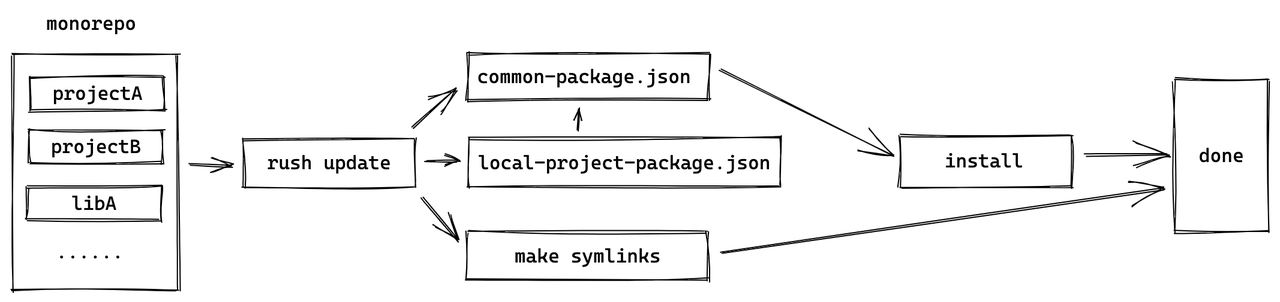 monorepo
projectA
projectB
libA
......
rush update
common-package.json
local-project-package.json
make symlinks
install
done